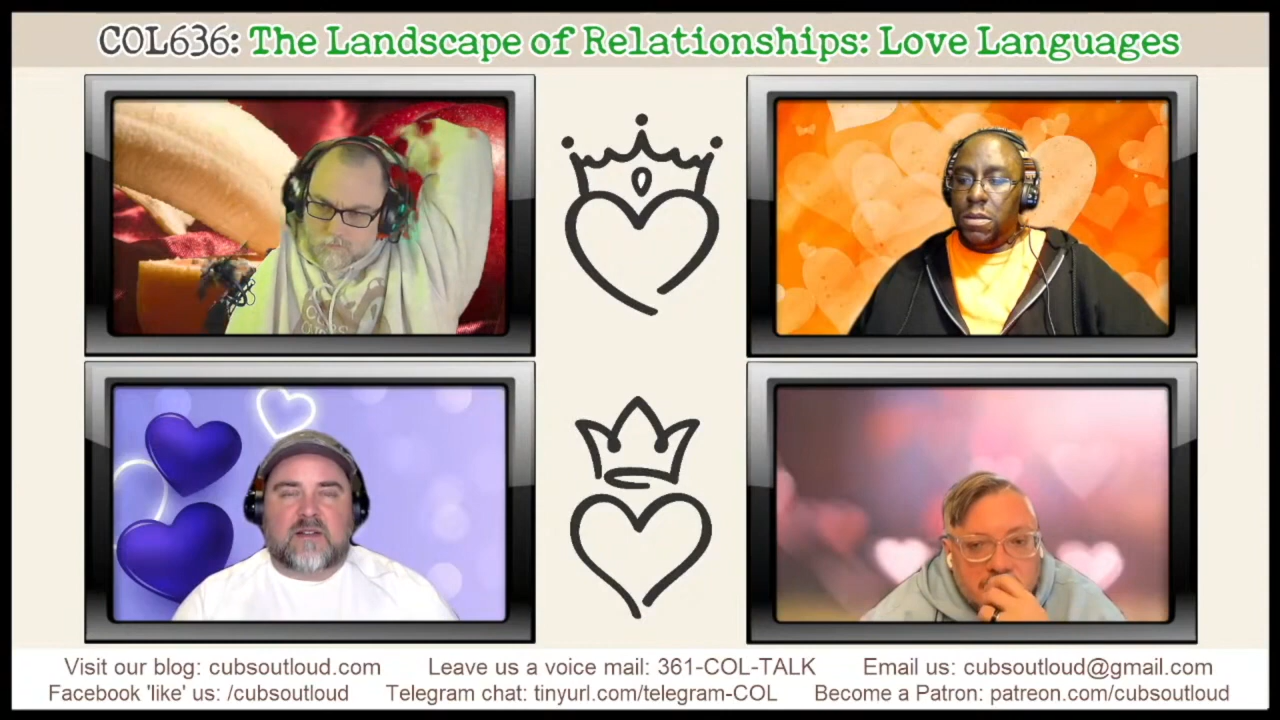 COL636: The Landscape of Relationships: Love Languages
CUBS
OUT
Visit our blog: cubsoutloud.com Leave us a voice mail: 361-COL-TALK Email us: cubsoutloud@gmail.com
Facebook 'like' us: /cubsoutloud Telegram chat: tinyurl.com/telegram-COL Become a Patron: patreon.com/cubsoutloud